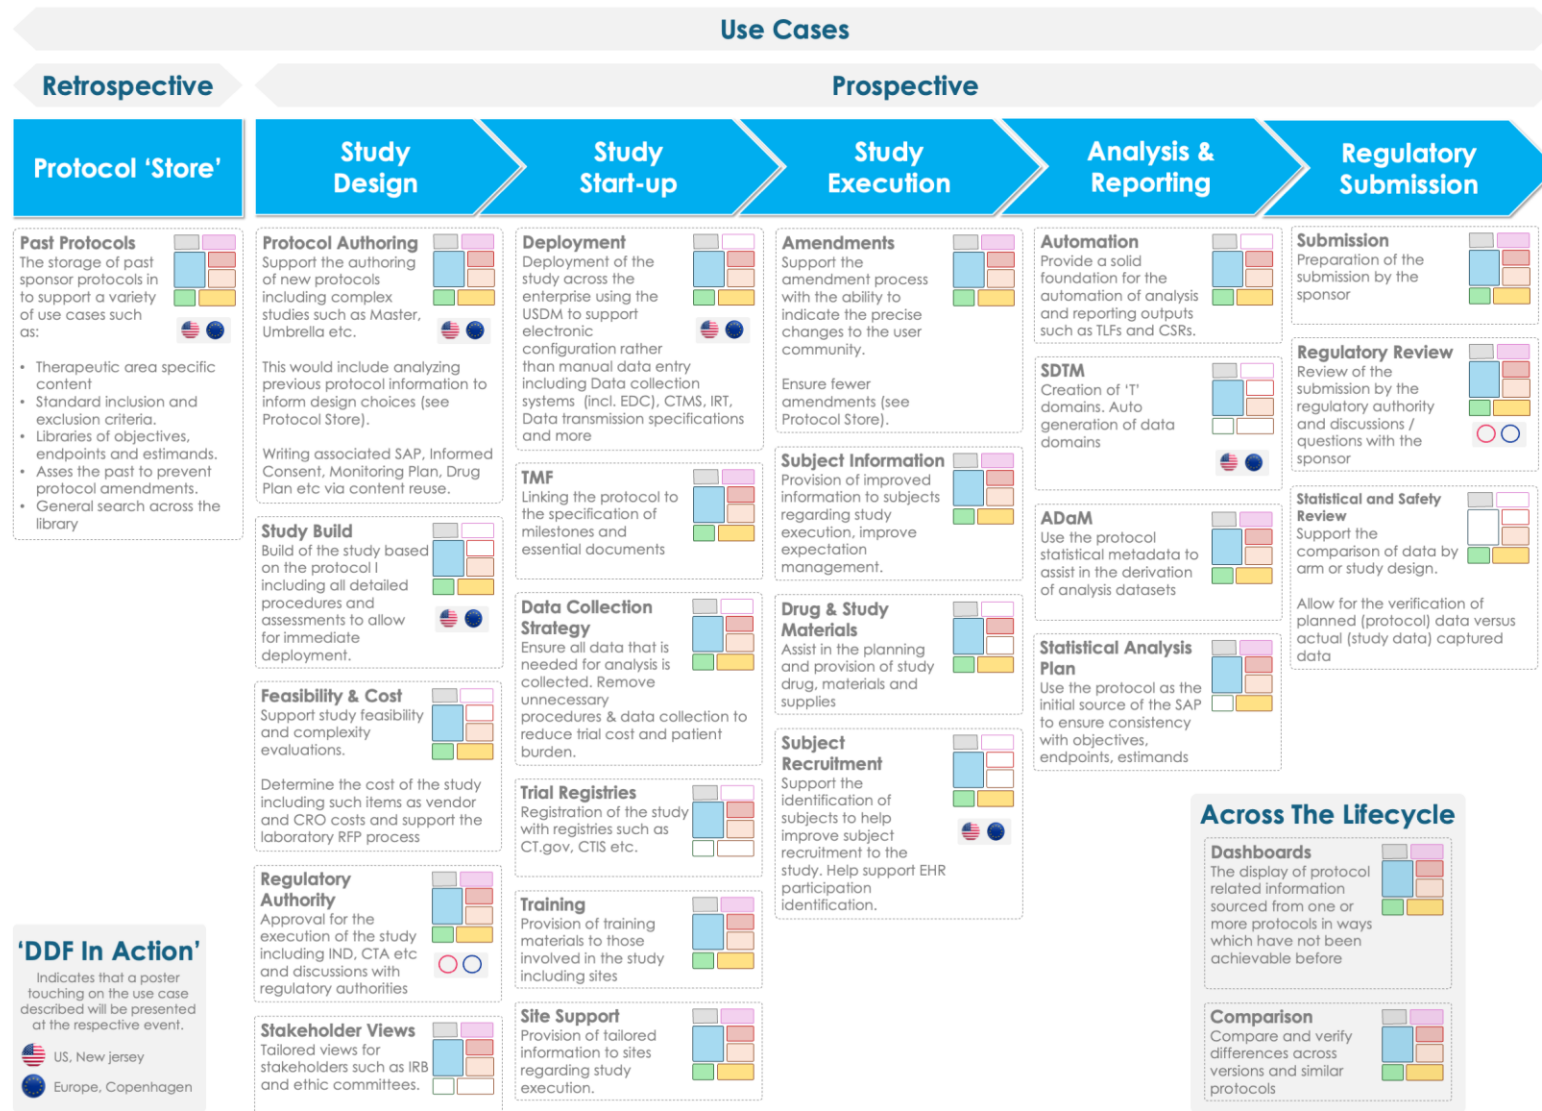 Use Cases
Retrospective
Prospective
Protocol ‘Store’
Study
Design
Study
Start-up
Study
Execution
Analysis &
Reporting
Regulatory
Submission
Past Protocols
The storage of past
sponsor protocols in
to support a variety
of use cases such
as:
• Therapeutic area specific
content
• Standard inclusion and
exclusion criteria.
• Libraries of objectives,
endpoints and estimands.
• Asses the past to prevent
protocol amendments.
• General search across the
library
‘DDF In Action’
Indicates that a poster
touching on the use case
described will be presented
at the respective event.
US, New jersey
Europe, Copenhagen
Protocol Authoring
Support the authoring
of new protocols
including complex
studies such as Master,
Umbrella etc.
This would include analyzing
previous protocol information to
inform design choices (see
Protocol Store).
Writing associated SAP, Informed
Consent, Monitoring Plan, Drug
Plan etc via content reuse.
Study Build
Build of the study based
on the protocol I
including all detailed
procedures and
assessments to allow
for immediate
deployment.
Feasibility & Cost
Support study feasibility
and complexity
evaluations.
Determine the cost of the study
including such items as vendor
and CRO costs and support the
laboratory RFP process
Regulatory
Authority
Approval for the
execution of the study
including IND, CTA etc
and discussions with
regulatory authorities
Stakeholder Views
Tailored views for
stakeholders such as IRB
and ethic committees.
Deployment
Deployment of the
study across the
enterprise using the
USDM to support
electronic
configuration rather
than manual data entry
including Data collection
systems (incl. EDC), CTMS, IRT,
Data transmission specifications
and more
TMF
Linking the protocol to
the specification of
milestones and
essential documents
Data Collection
Strategy
Ensure all data that is
needed for analysis is
collected. Remove
unnecessary
procedures & data collection to
reduce trial cost and patient
burden.
Trial Registries
Registration of the study
with registries such as
CT.gov, CTIS etc.
Training
Provision of training
materials to those
involved in the study
including sites
Site Support
Provision of tailored
information to sites
regarding study
execution.
Amendments
Support the
amendment process
with the ability to
indicate the precise
changes to the user
community.
Ensure fewer
amendments (see
Protocol Store).
Subject Information
Provision of improved
information to subjects
regarding study
execution, improve
expectation
management.
Drug & Study
Materials
Assist in the planning
and provision of study
drug, materials and
supplies
Subject
Recruitment
Support the
identification of
subjects to help
improve subject
recruitment to the
study. Help support EHR
participation
identification.
Automation
Provide a solid
foundation for the
automation of analysis
and reporting outputs
such as TLFs and CSRs.
SDTM
Creation of ‘T’
domains. Auto
generation of data
domains
ADaM
Use the protocol
statistical metadata to
assist in the derivation
of analysis datasets
Statistical Analysis
Plan
Use the protocol as the
initial source of the SAP
to ensure consistency
with objectives,
endpoints, estimands
Submission
Preparation of the
submission by the
sponsor
Regulatory Review
Review of the
submission by the
regulatory authority
and discussions /
questions with the
sponsor
Statistical and Safety
Review
Support the
comparison of data by
arm or study design.
Allow for the verification of
planned (protocol) data versus
actual (study data) captured
data
Across The Lifecycle
Dashboards
The display of protocol
related information
sourced from one or
more protocols in ways
which have not been
achievable before
Comparison
Compare and verify
differences across
versions and similar
protocols